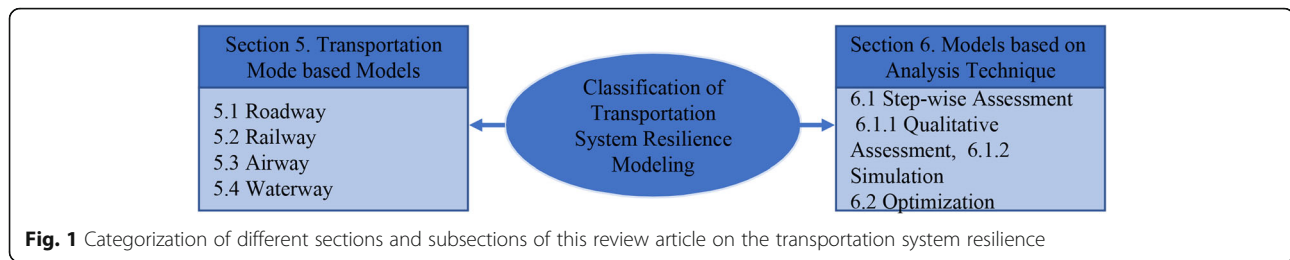 Section 5. Transportation
Mode based Models
5.1 Roadway
5.2 Railway
5.3 Airway
5.4 Waterway
Classification of
Transportation
System Resilience
Modeling
Section 6. Models based on
Analysis Technique
6.1 Step-wise Assessment
6.1.1 Qualitative
Assessment, 6.1.2
Simulation
6.2 Optimization
Fig. 1 Categorization of different sections and subsections of this review article on the transportation system resilience